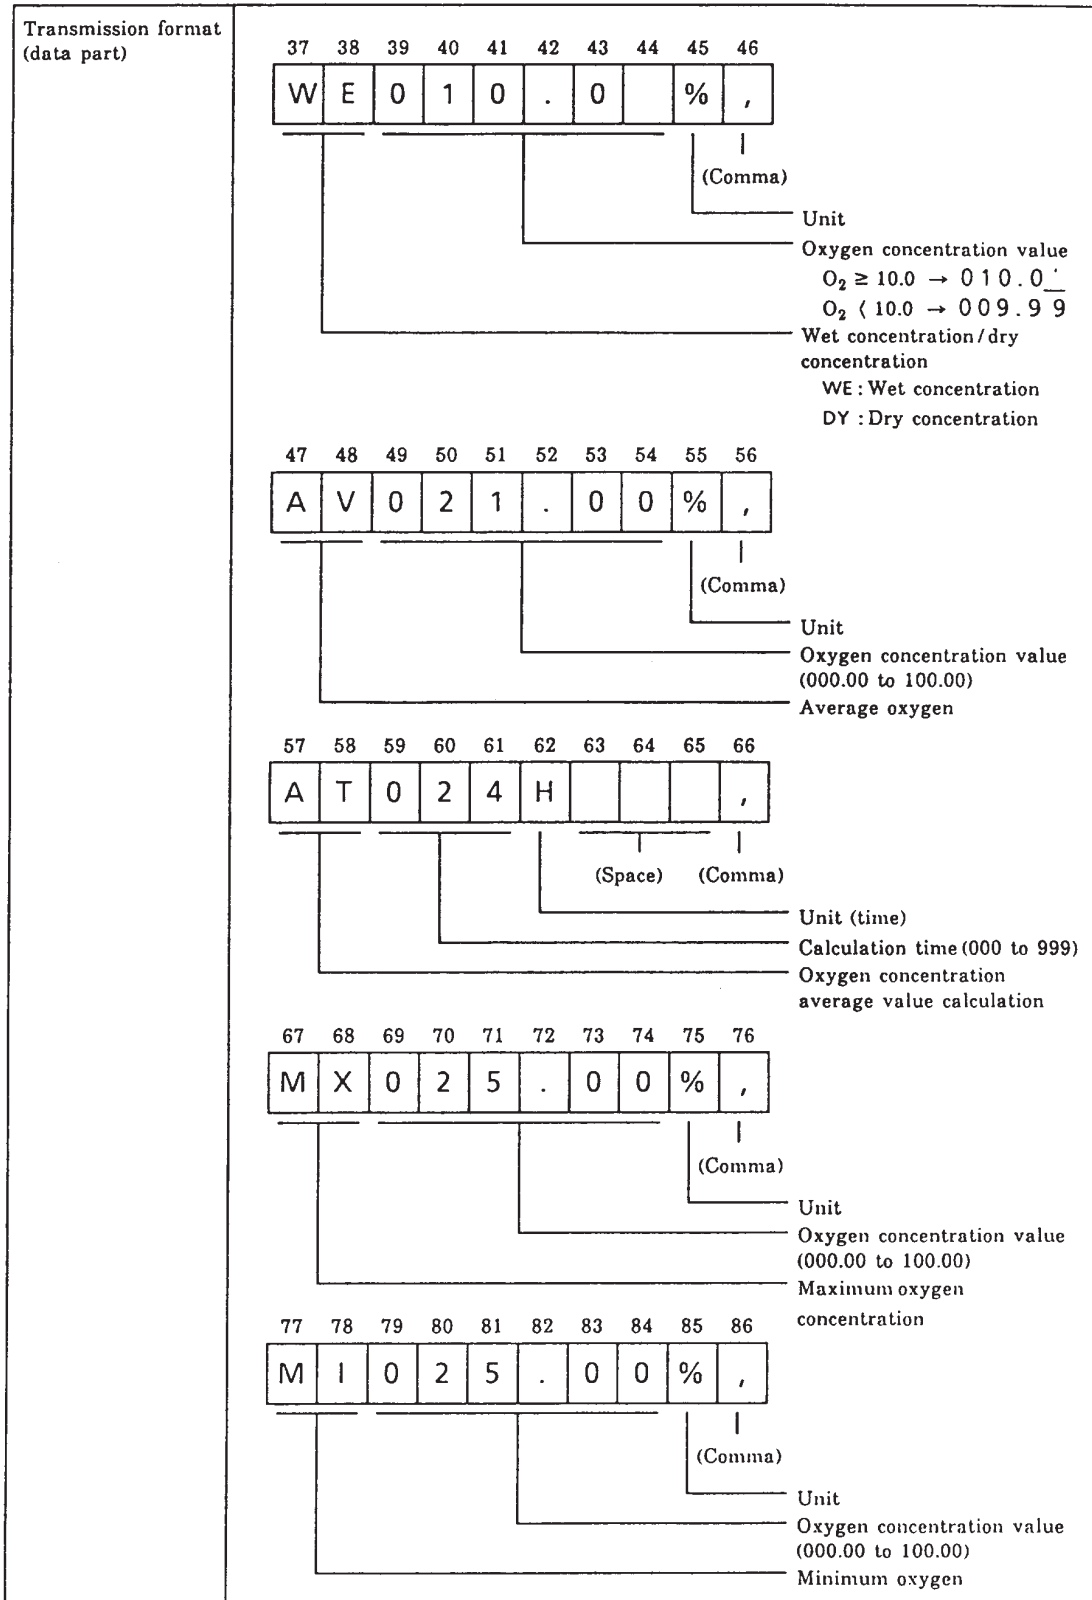 Transmission format
(data part)
37 38 39 40 41 42 43 44 45 46
W E 0 1 0 . 0 % ,
(Comma)
Unit
Oxygen concentration value
O₂ ≥ 10.0 → 010.0_
O₂ ⟨ 10.0 → 009.99
Wet concentration/dry
concentration
WE : Wet concentration
DY : Dry concentration
47 48 49 50 51 52 53 54 55 56
A V 0 2 1 . 0 0 % ,
(Comma)
Unit
Oxygen concentration value
(000.00 to 100.00)
Average oxygen
57 58 59 60 61 62 63 64 65 66
A T 0 2 4 H ,
(Space) (Comma)
Unit (time)
Calculation time (000 to 999)
Oxygen concentration
average value calculation
67 68 69 70 71 72 73 74 75 76
M X 0 2 5 . 0 0 % ,
(Comma)
Unit
Oxygen concentration value
(000.00 to 100.00)
Maximum oxygen
concentration
77 78 79 80 81 82 83 84 85 86
M I 0 2 5 . 0 0 % ,
(Comma)
Unit
Oxygen concentration value
(000.00 to 100.00)
Minimum oxygen